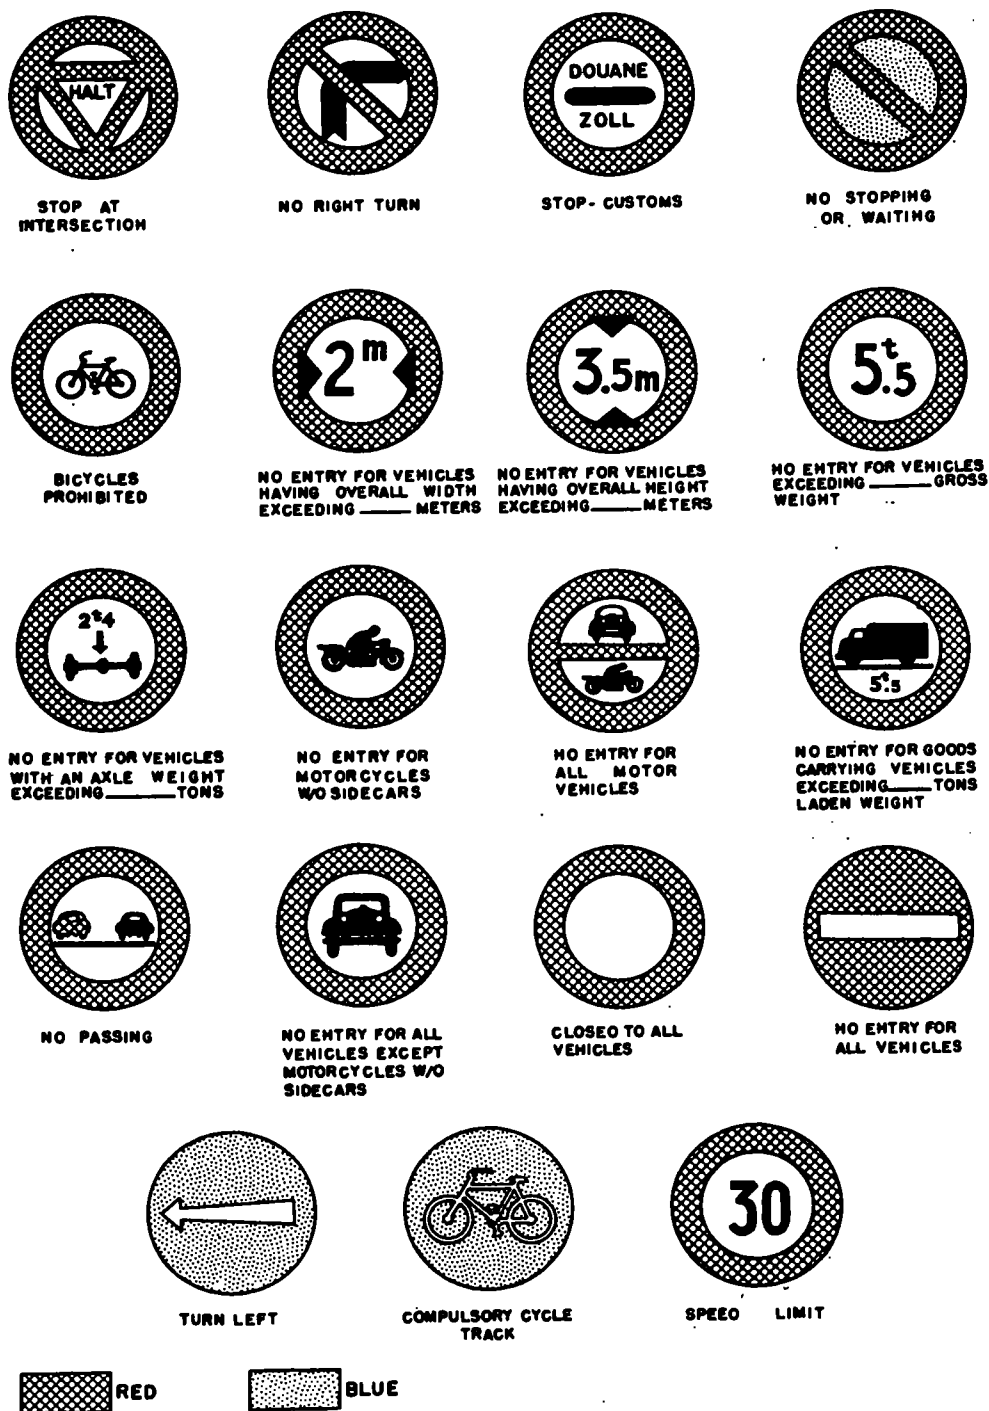 HALT
DOUANE
ZOLL
STOP AT
INTERSECTION
NO RIGHT TURN
STOP- CUSTOMS
NO STOPPING
OR WAITING
2 m
3.5m
5.t5
BICYCLES
PROHIBITED
NO ENTRY FOR VEHICLES
HAVING OVERALL WIDTH
EXCEEDING ____ METERS
NO ENTRY FOR VEHICLES
HAVING OVERALL HEIGHT
EXCEEDING ____ METERS
NO ENTRY FOR VEHICLES
EXCEEDING ____ GROSS
WEIGHT
2t4
5t.5
NO ENTRY FOR VEHICLES
WITH AN AXLE WEIGHT
EXCEEDING ____ TONS
NO ENTRY FOR
MOTORCYCLES
W/O SIDECARS
NO ENTRY FOR
ALL MOTOR
VEHICLES
NO ENTRY FOR GOODS
CARRYING VEHICLES
EXCEEDING ____ TONS
LADEN WEIGHT
NO PASSING
NO ENTRY FOR ALL
VEHICLES EXCEPT
MOTORCYCLES W/O
SIDECARS
CLOSED TO ALL
VEHICLES
NO ENTRY FOR
ALL VEHICLES
30
TURN LEFT
COMPULSORY CYCLE
TRACK
SPEED LIMIT
RED
BLUE